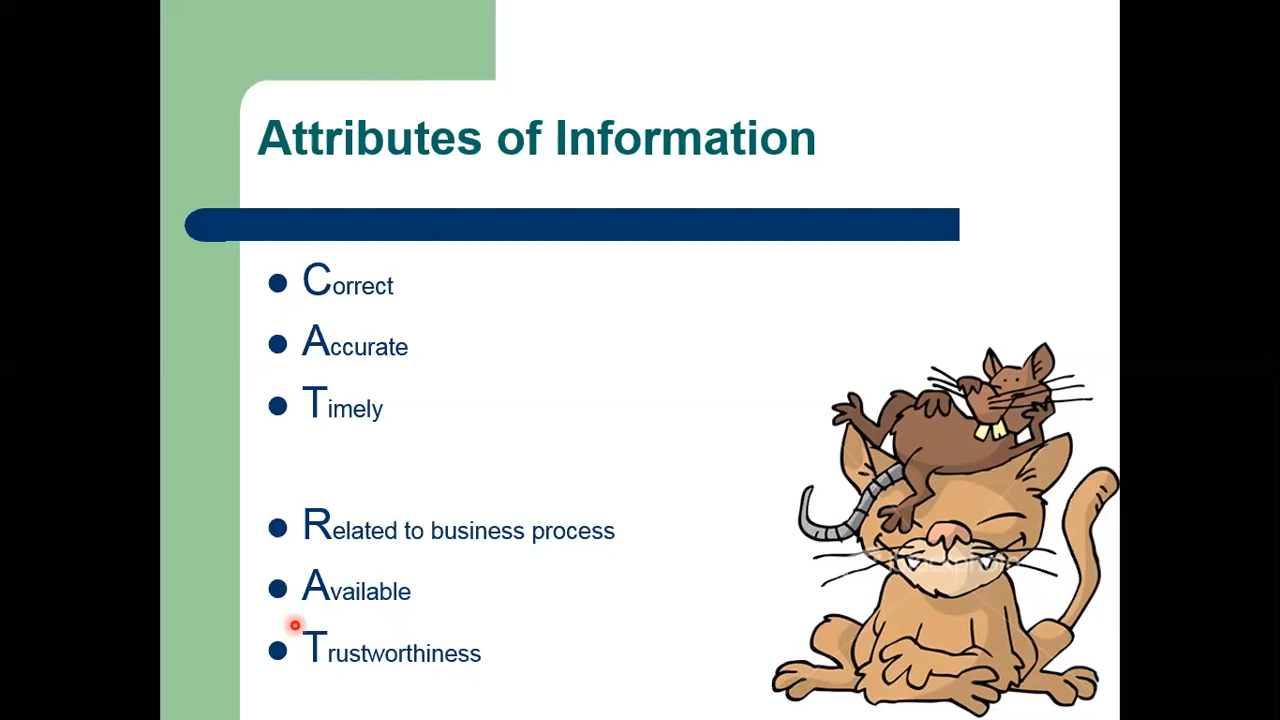 Attributes of Information
Correct
Accurate
Timely
Related to business process
Available
Trustworthiness